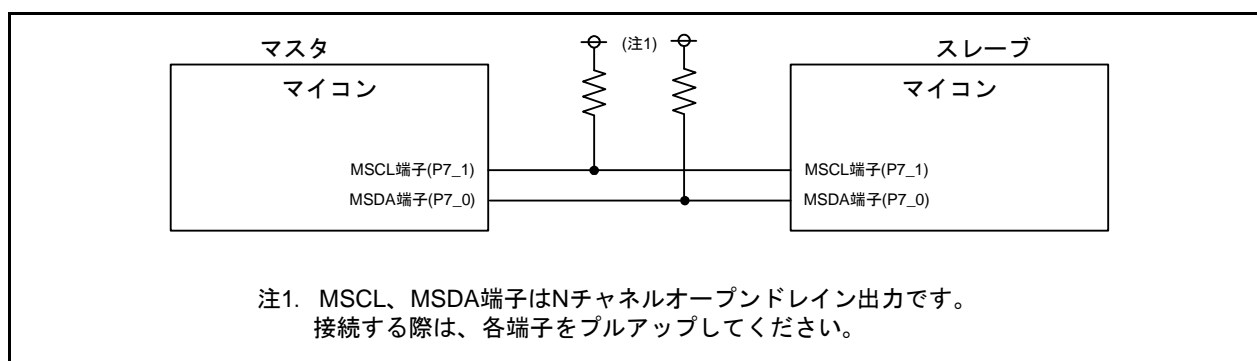 マスタ
(注1)
スレーブ
マイコン
マイコン
MSCL端子(P7_1)
MSCL端子(P7_1)
MSDA端子(P7_0)
MSDA端子(P7_0)
注1. MSCL、MSDA端子はNチャネルオープンドレイン出力です。
接続する際は、各端子をプルアップしてください。